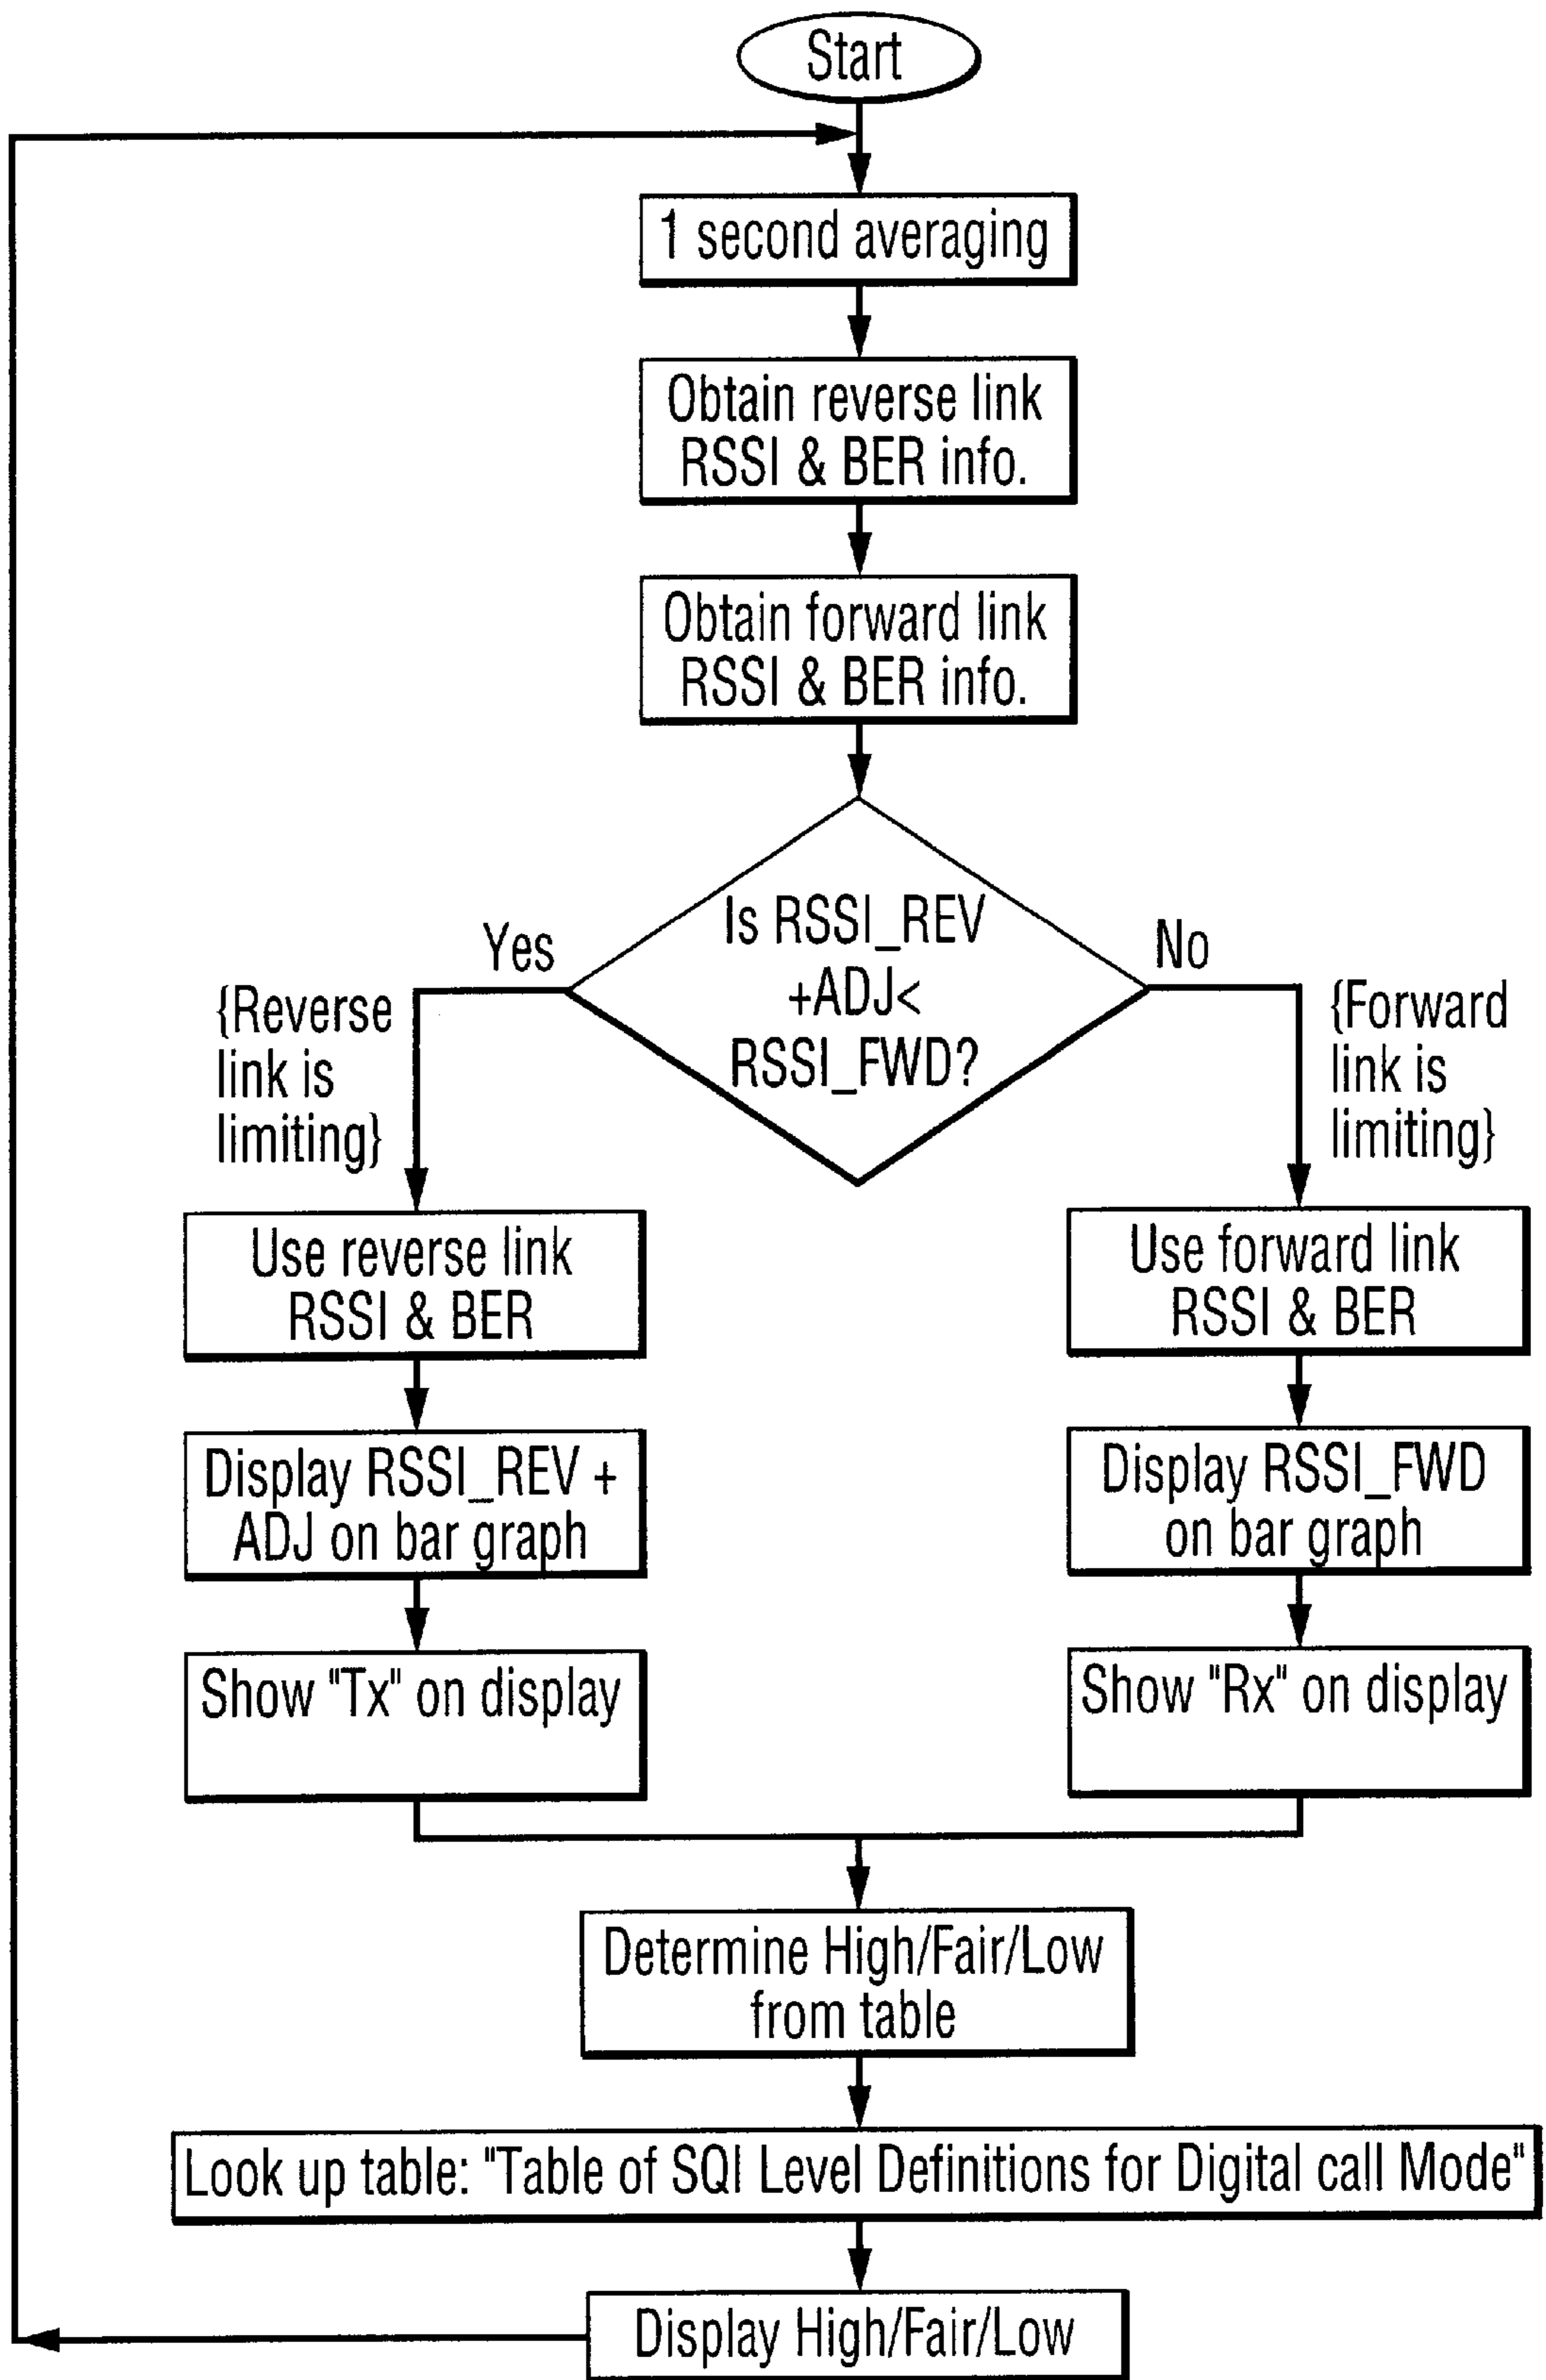 Start
1 second averaging
Obtain reverse link
RSSI & BER info.
Obtain forward link
RSSI & BER info.
Is RSSI_REV
+ADJ<
RSSI_FWD?
Yes
{Reverse
link is
limiting}
No
{Forward
link is
limiting}
Use reverse link
RSSI & BER
Use forward link
RSSI & BER
Display RSSI_REV +
ADJ on bar graph
Display RSSI_FWD
on bar graph
Show "Tx" on display
Show "Rx" on display
Determine High/Fair/Low
from table
Look up table: "Table of SQI Level Definitions for Digital call Mode"
Display High/Fair/Low